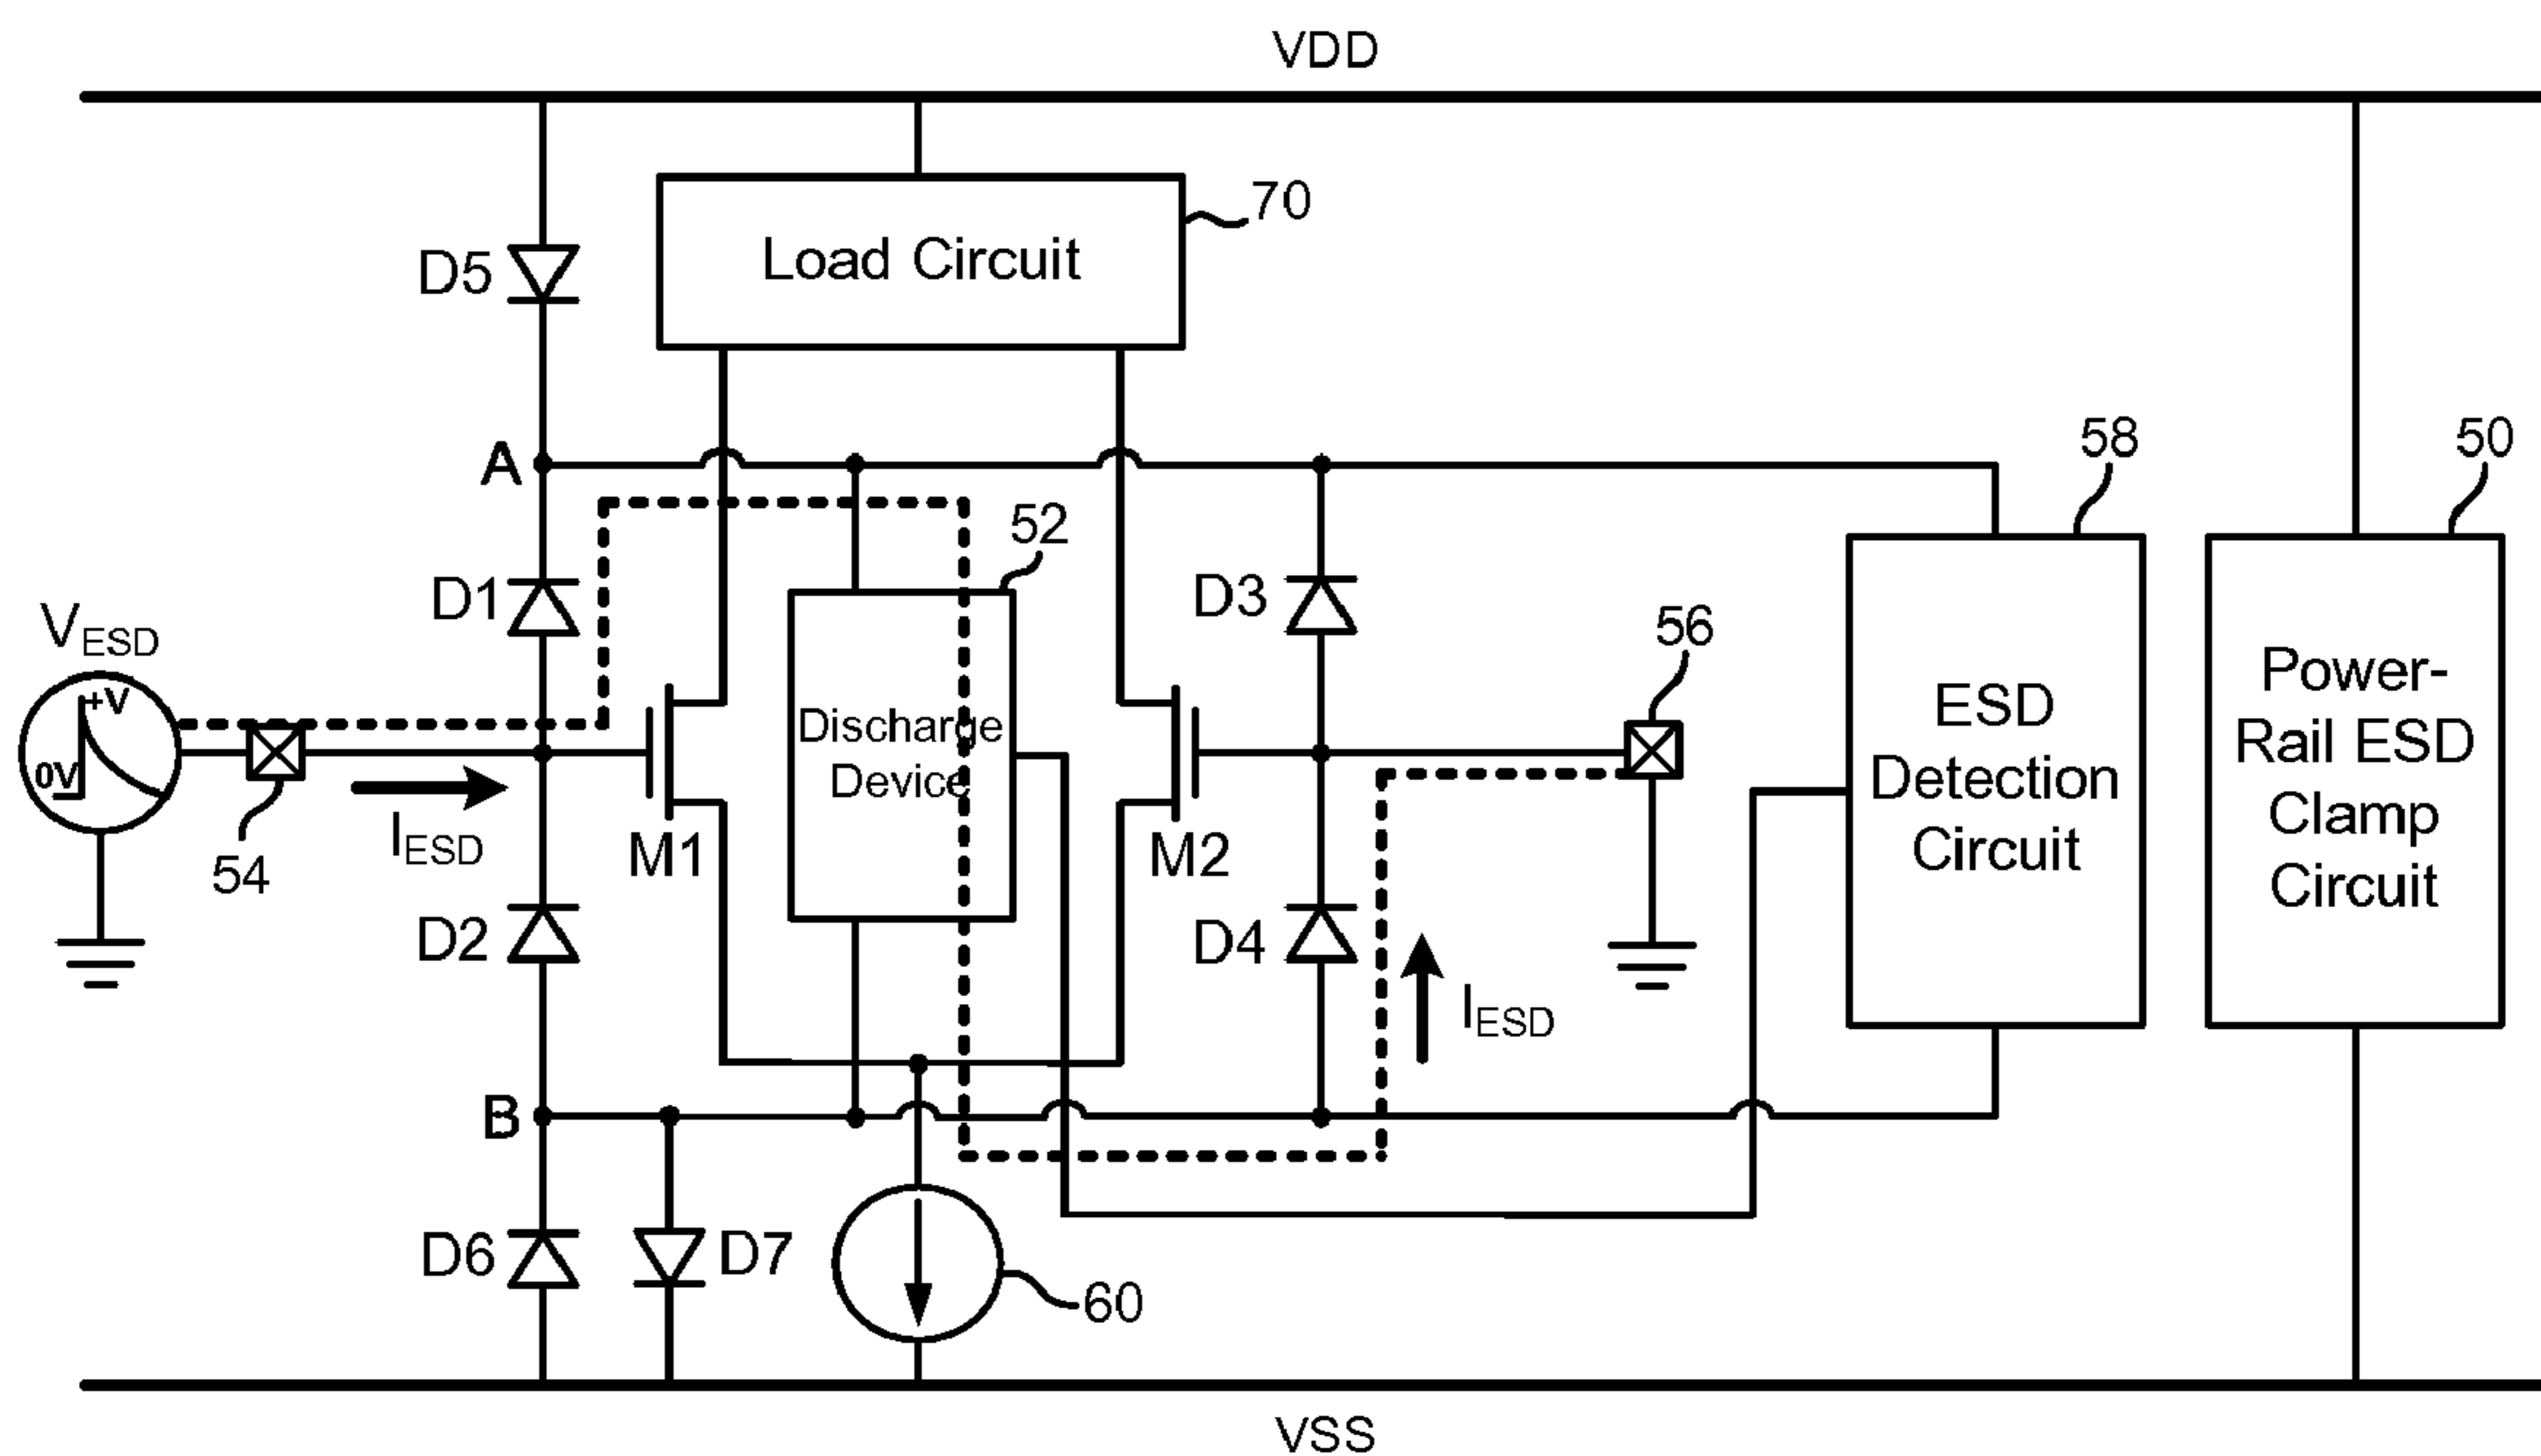 VDD
70
Load Circuit
D5
A
58
50
52
D1
D3
56
VESD
+V
0V
Discharge
Device
ESD
Detection
Circuit
Power-
Rail ESD
Clamp
Circuit
54
IESD
M1
M2
D2
D4
IESD
B
D6
D7
60
VSS